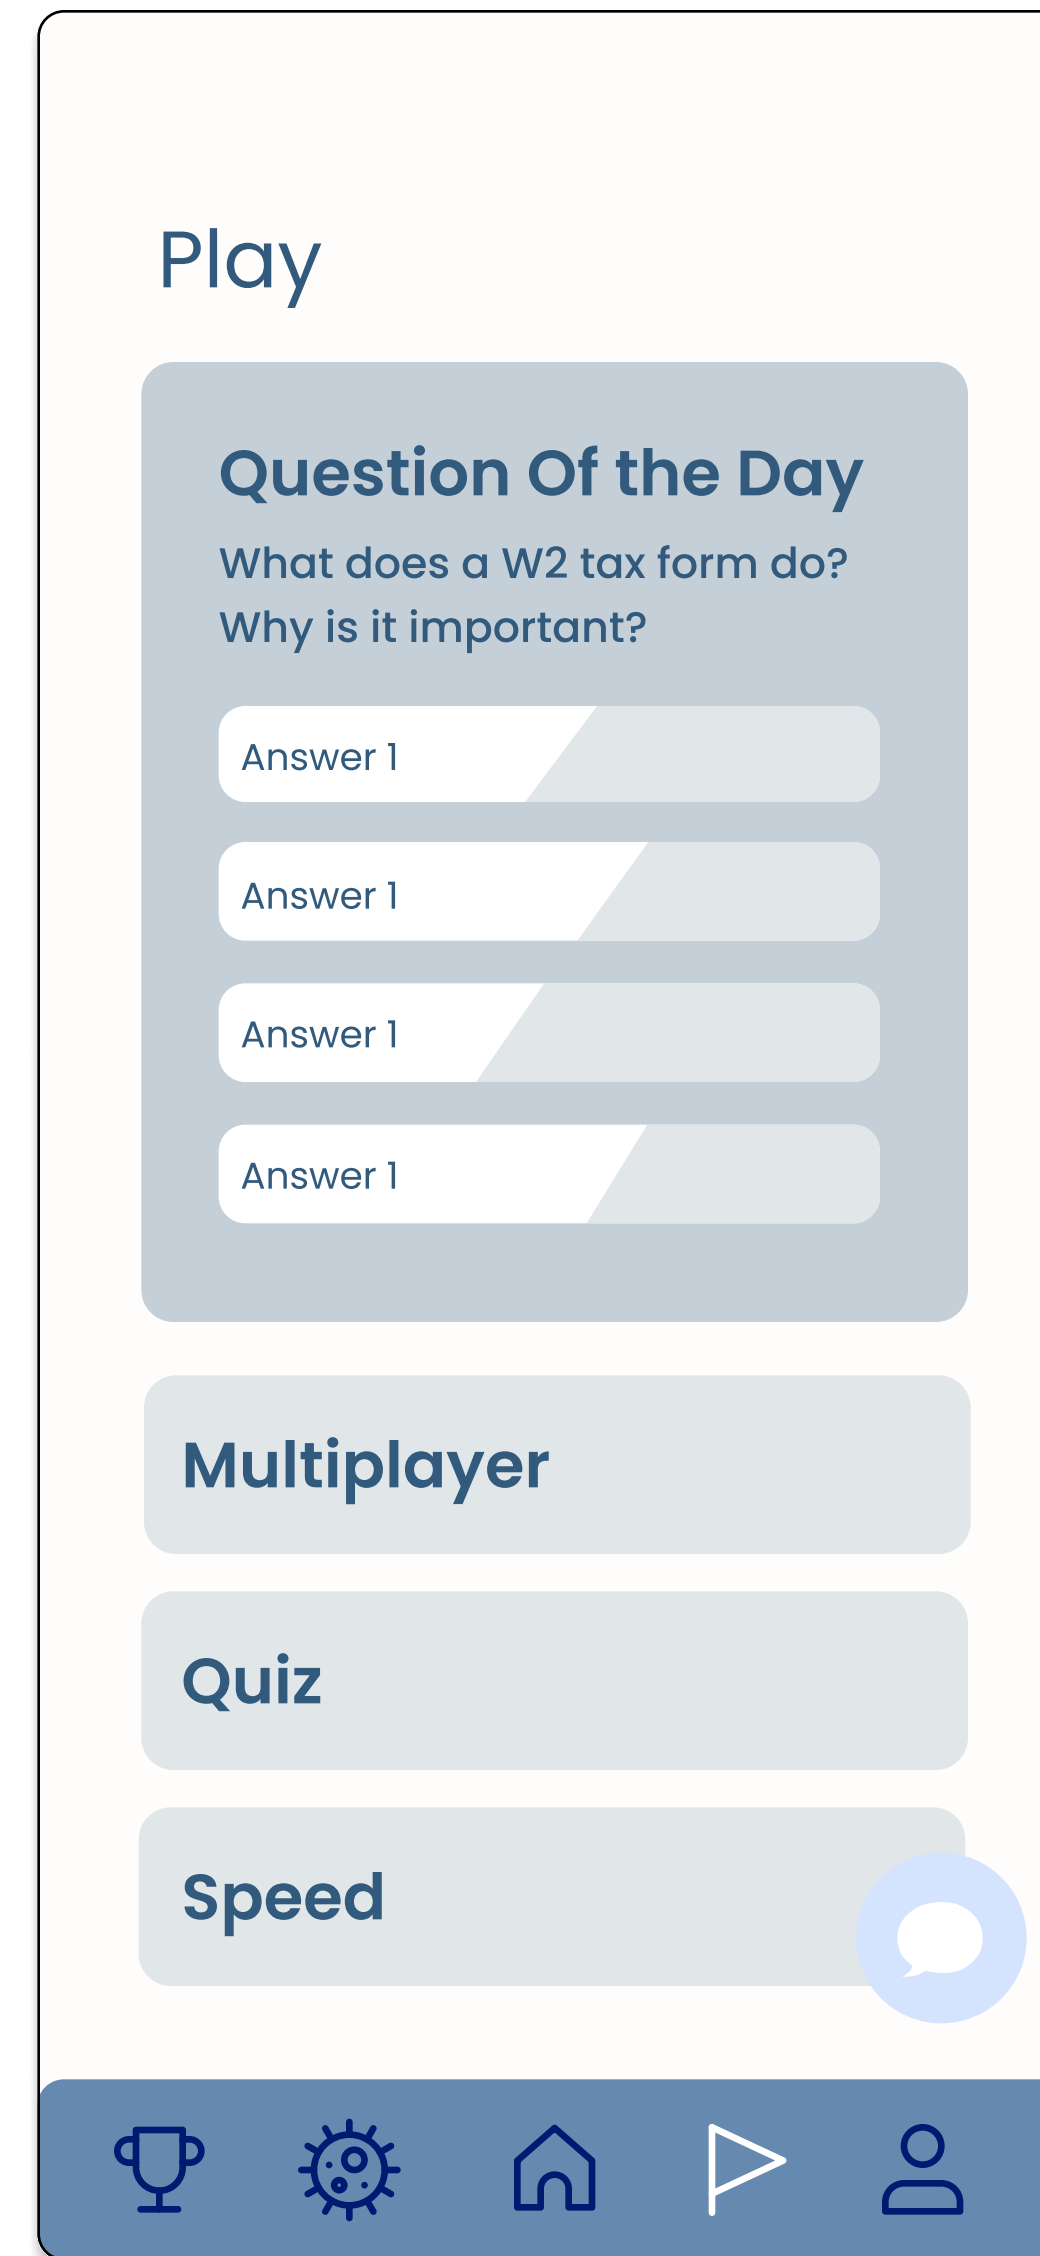 Play
Question Of the Day
What does a W2 tax form do?
Why is it important?
Answer 1
Answer 1
Answer 1
Answer 1
Multiplayer
Quiz
Speed